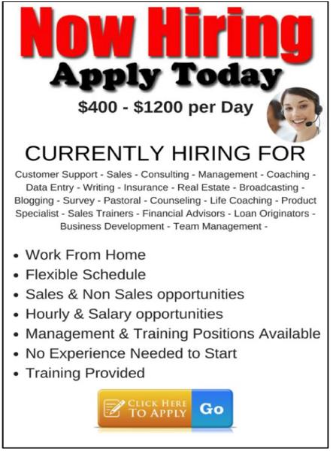 Now Hiring
Apply Today
$400 - $1200 per Day
CURRENTLY HIRING FOR
Customer Support - Sales - Consulting - Management - Coaching -
Data Entry - Writing - Insurance - Real Estate - Broadcasting -
Blogging - Survey - Pastoral - Counseling - Life Coaching - Product
Specialist - Sales Trainers - Financial Advisors - Loan Originators -
Business Development - Team Management -
• Work From Home
• Flexible Schedule
• Sales & Non Sales opportunities
• Hourly & Salary opportunities
• Management & Training Positions Available
• No Experience Needed to Start
• Training Provided
CLICK HERE
TO APPLY
Go